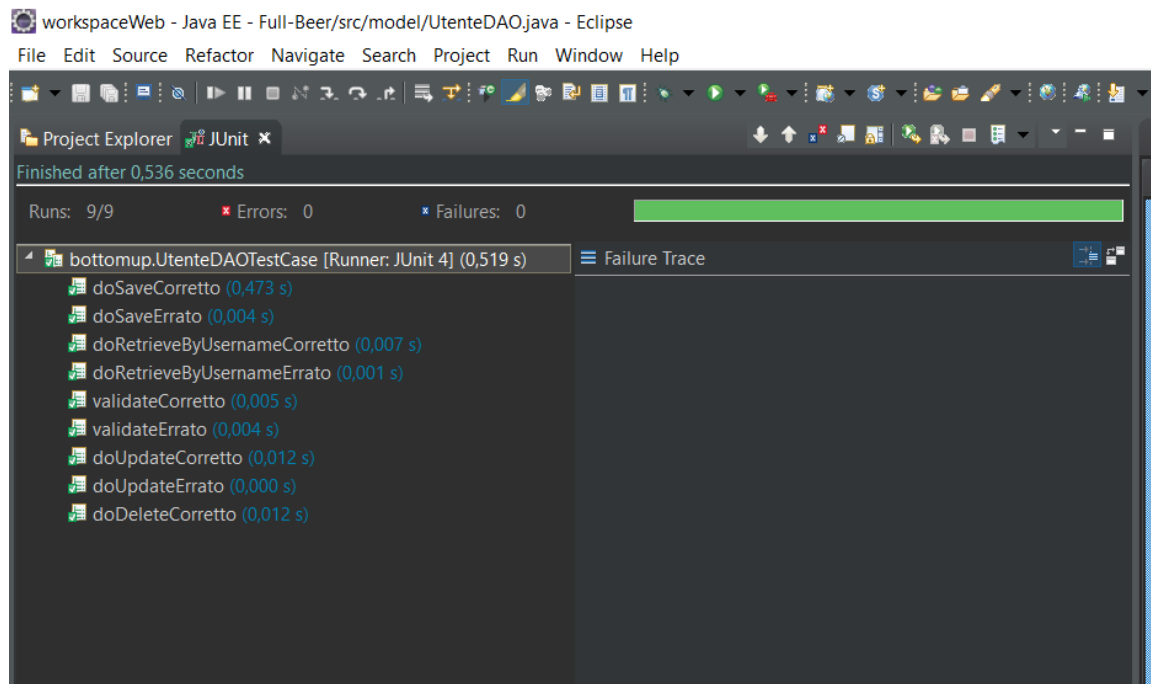 workspaceWeb - Java EE - Full-Beer/src/model/UtenteDAO.java - Eclipse
File Edit Source Refactor Navigate Search Project Run Window Help
Project Explorer JUnit
Finished after 0,536 seconds
Runs: 9/9 Errors: 0 Failures: 0
bottomup.UtenteDAOTestCase [Runner: JUnit 4] (0,519 s)
Failure Trace
doSaveCorretto (0,473 s)
doSaveErrato (0,004 s)
doRetrieveByUsernameCorretto (0,007 s)
doRetrieveByUsernameErrato (0,001 s)
validateCorretto (0,005 s)
validateErrato (0,004 s)
doUpdateCorretto (0,012 s)
doUpdateErrato (0,000 s)
doDeleteCorretto (0,012 s)